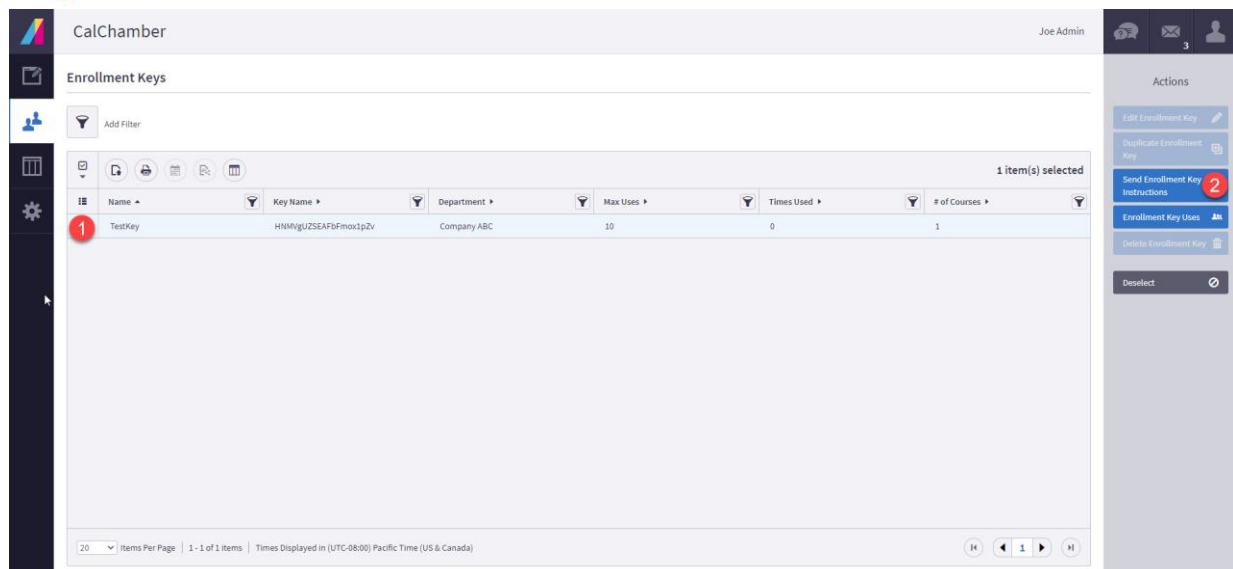 CalChamber
Joe Admin
3
Enrollment Keys
Actions
Add Filter
Edit Enrollment Key
Duplicate Enrollment
Key
1 item(s) selected
Send Enrollment Key
Instructions
2
Name
Key Name
Department
Max Uses
Times Used
# of Courses
Enrollment Key Uses
1
TestKey
HNMVgUZSEAFbFmox1pZv
Company ABC
10
0
1
Delete Enrollment Key
Deselect
20
Items Per Page
1 - 1 of 1 items
Times Displayed in (UTC-08:00) Pacific Time (US & Canada)
1